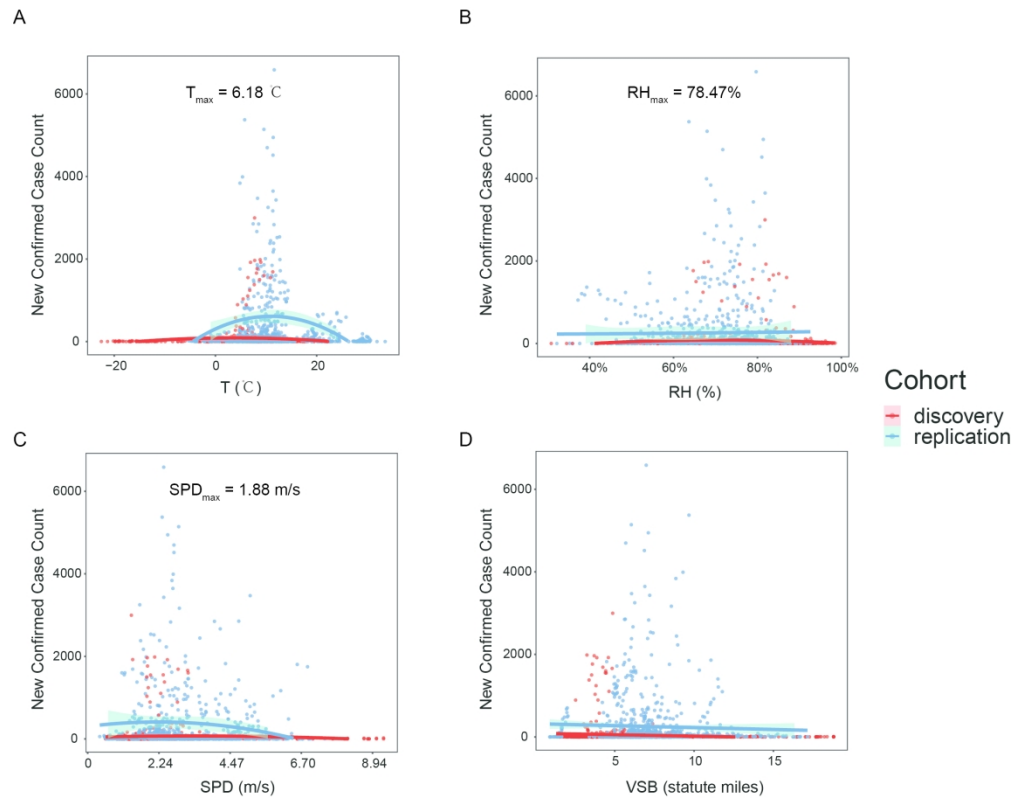 A
New Confirmed Case Count
6000
4000
2000
0
Tmax = 6.18 ℃
−20
0
20
T (℃)
B
New Confirmed Case Count
6000
4000
2000
0
RHmax = 78.47%
40%
60%
80%
100%
RH (%)
Cohort
discovery
replication
C
New Confirmed Case Count
6000
4000
2000
0
SPDmax = 1.88 m/s
0
2.24
4.47
6.70
8.94
SPD (m/s)
D
New Confirmed Case Count
6000
4000
2000
0
5
10
15
VSB (statute miles)